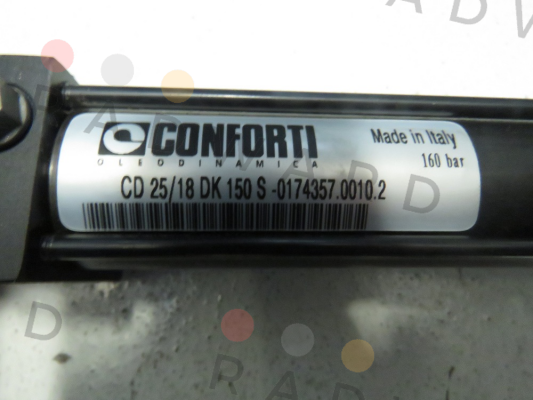 CONFORTI
OLEODINAMICA
Made in Italy
160 bar
CD 25/18 DK 150 S -0174357.0010.2